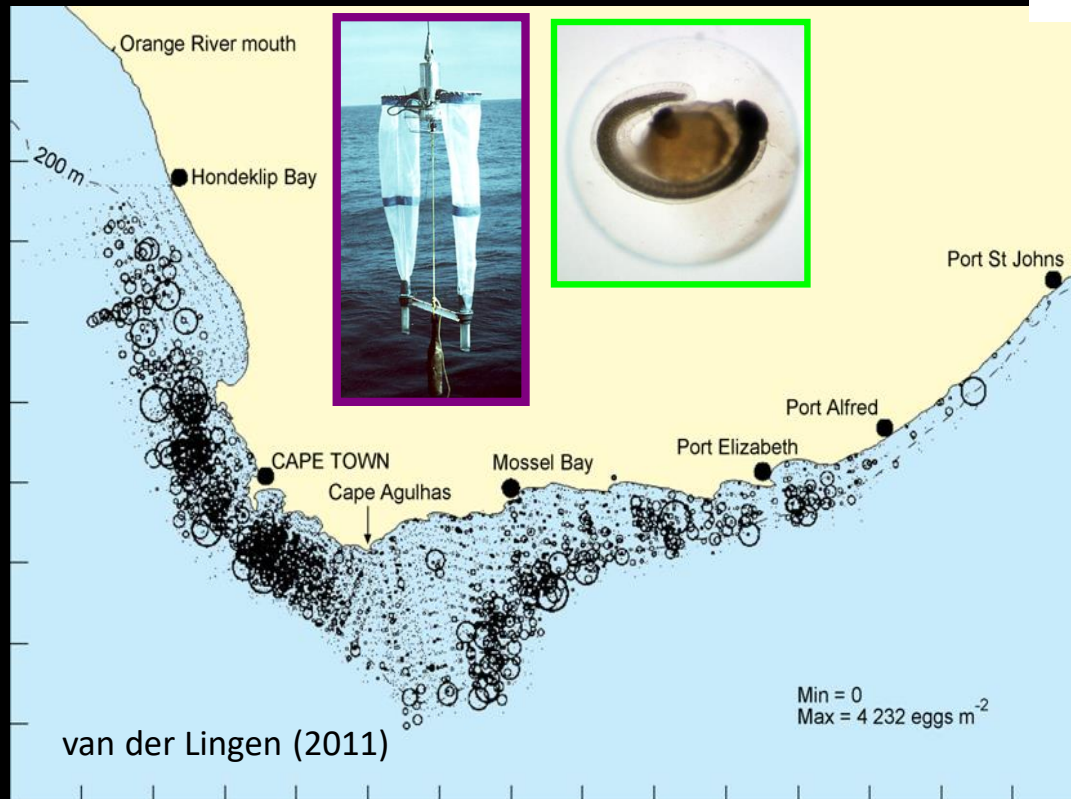 Orange River mouth
200 m
Hondeklip Bay
Port St Johns
Port Alfred
Port Elizabeth
CAPE TOWN
Mossel Bay
Cape Agulhas
Min = 0
Max = 4 232 eggs m⁻²
van der Lingen (2011)